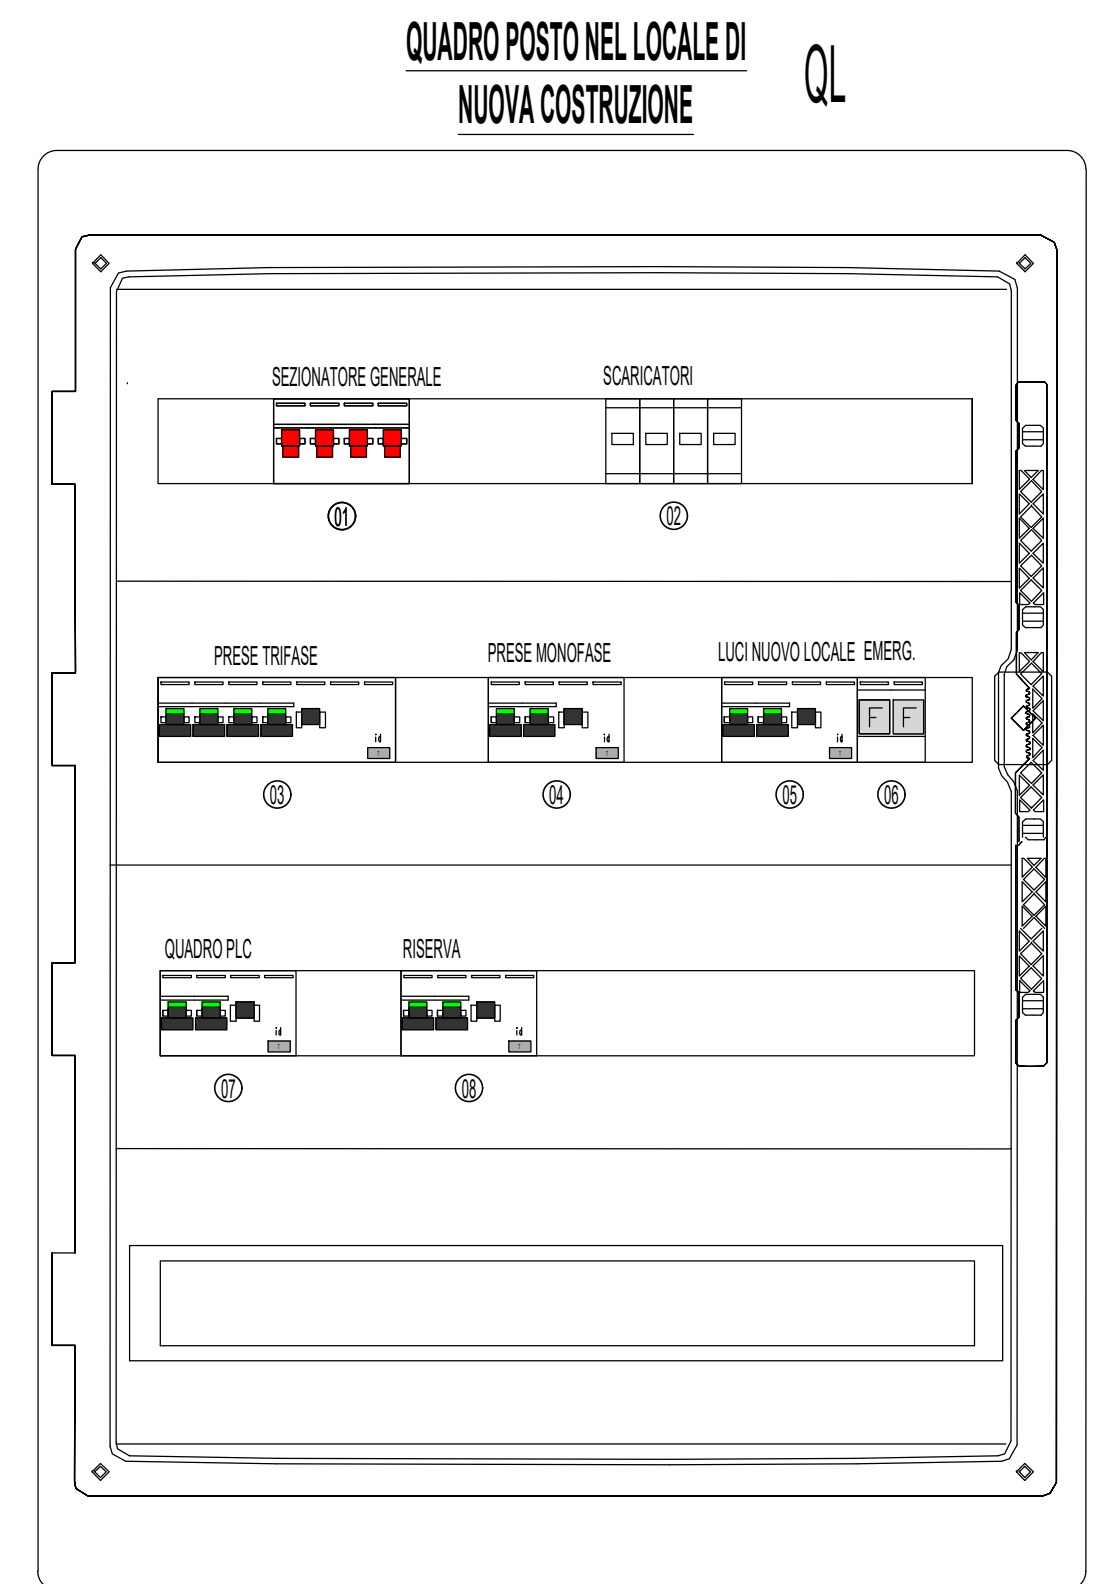 QUADRO POSTO NEL LOCALE DI
NUOVA COSTRUZIONE
QL
SEZIONATORE GENERALE
SCARICATORI
01
02
PRESE TRIFASE
PRESE MONOFASE
LUCI NUOVO LOCALE
EMERG.
id
T
id
T
id
T
F
F
03
04
05
06
QUADRO PLC
RISERVA
id
T
id
T
07
08